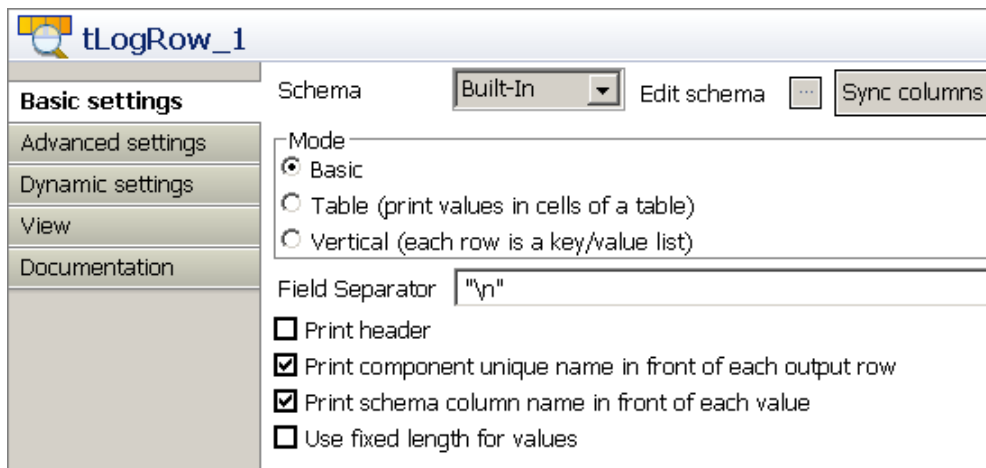 tLogRow_1
Basic settings
Advanced settings
Dynamic settings
View
Documentation
Schema Built-In Edit schema ... Sync columns
Mode
Basic
Table (print values in cells of a table)
Vertical (each row is a key/value list)
Field Separator "\n"
Print header
Print component unique name in front of each output row
Print schema column name in front of each value
Use fixed length for values